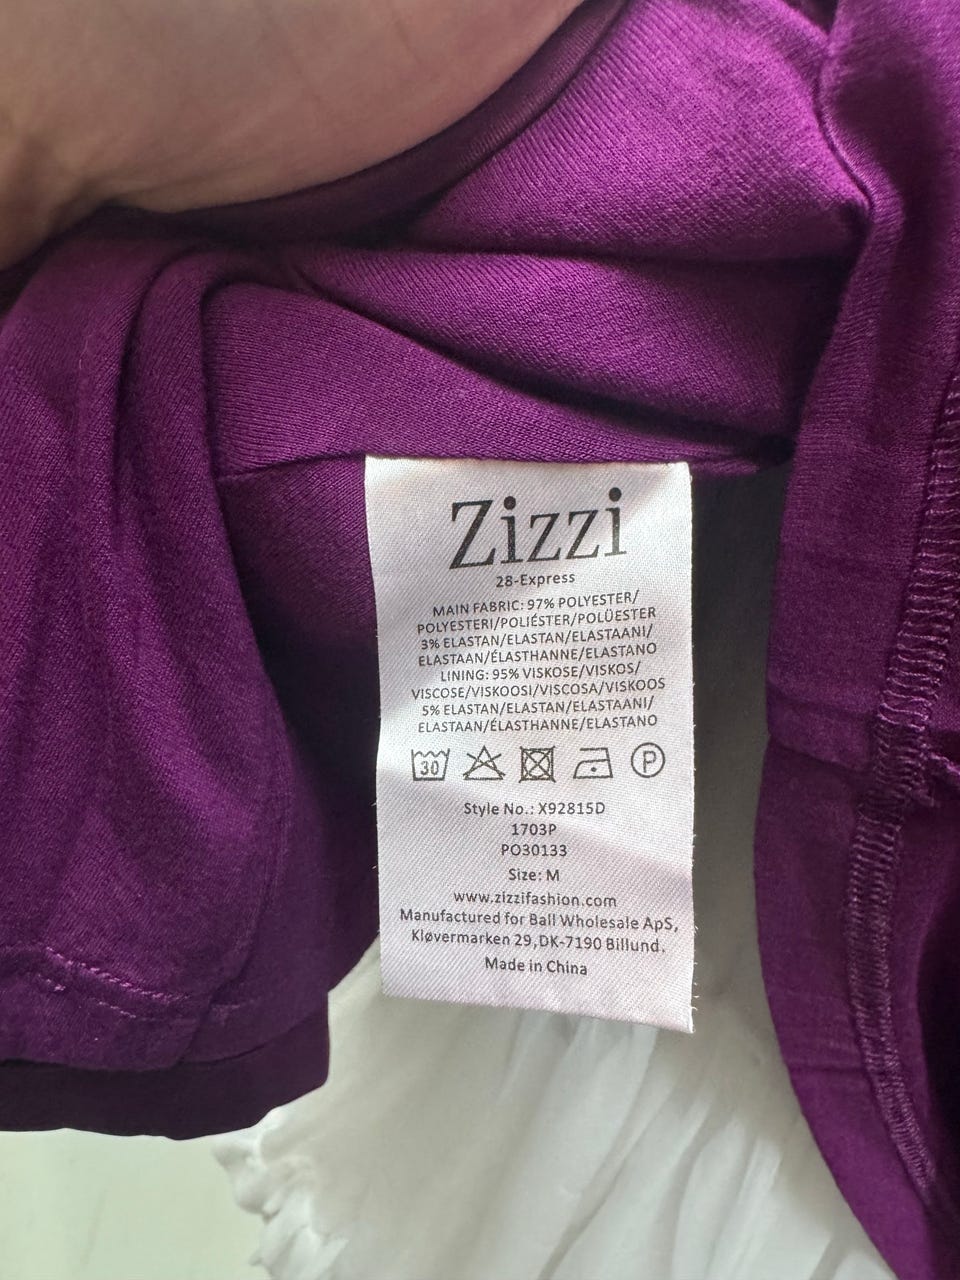 Zizzi
28-Express
MAIN FABRIC: 97% POLYESTER/
POLYESTERI/POLIÉSTER/POLÜESTER
3% ELASTAN/ELASTAN/ELASTAANI/
ELASTAAN/ÉLASTHANNE/ELASTANO
LINING: 95% VISKOSE/VISKOS/
VISCOSE/VISKOOSI/VISCOSA/VISKOOS
5% ELASTAN/ELASTAN/ELASTAANI/
ELASTAAN/ÉLASTHANNE/ELASTANO
30 P
Style No.: X92815D
1703P
PO30133
Size: M
www.zizzifashion.com
Manufactured for Ball Wholesale ApS,
Kløvermarken 29,DK-7190 Billund.
Made in China